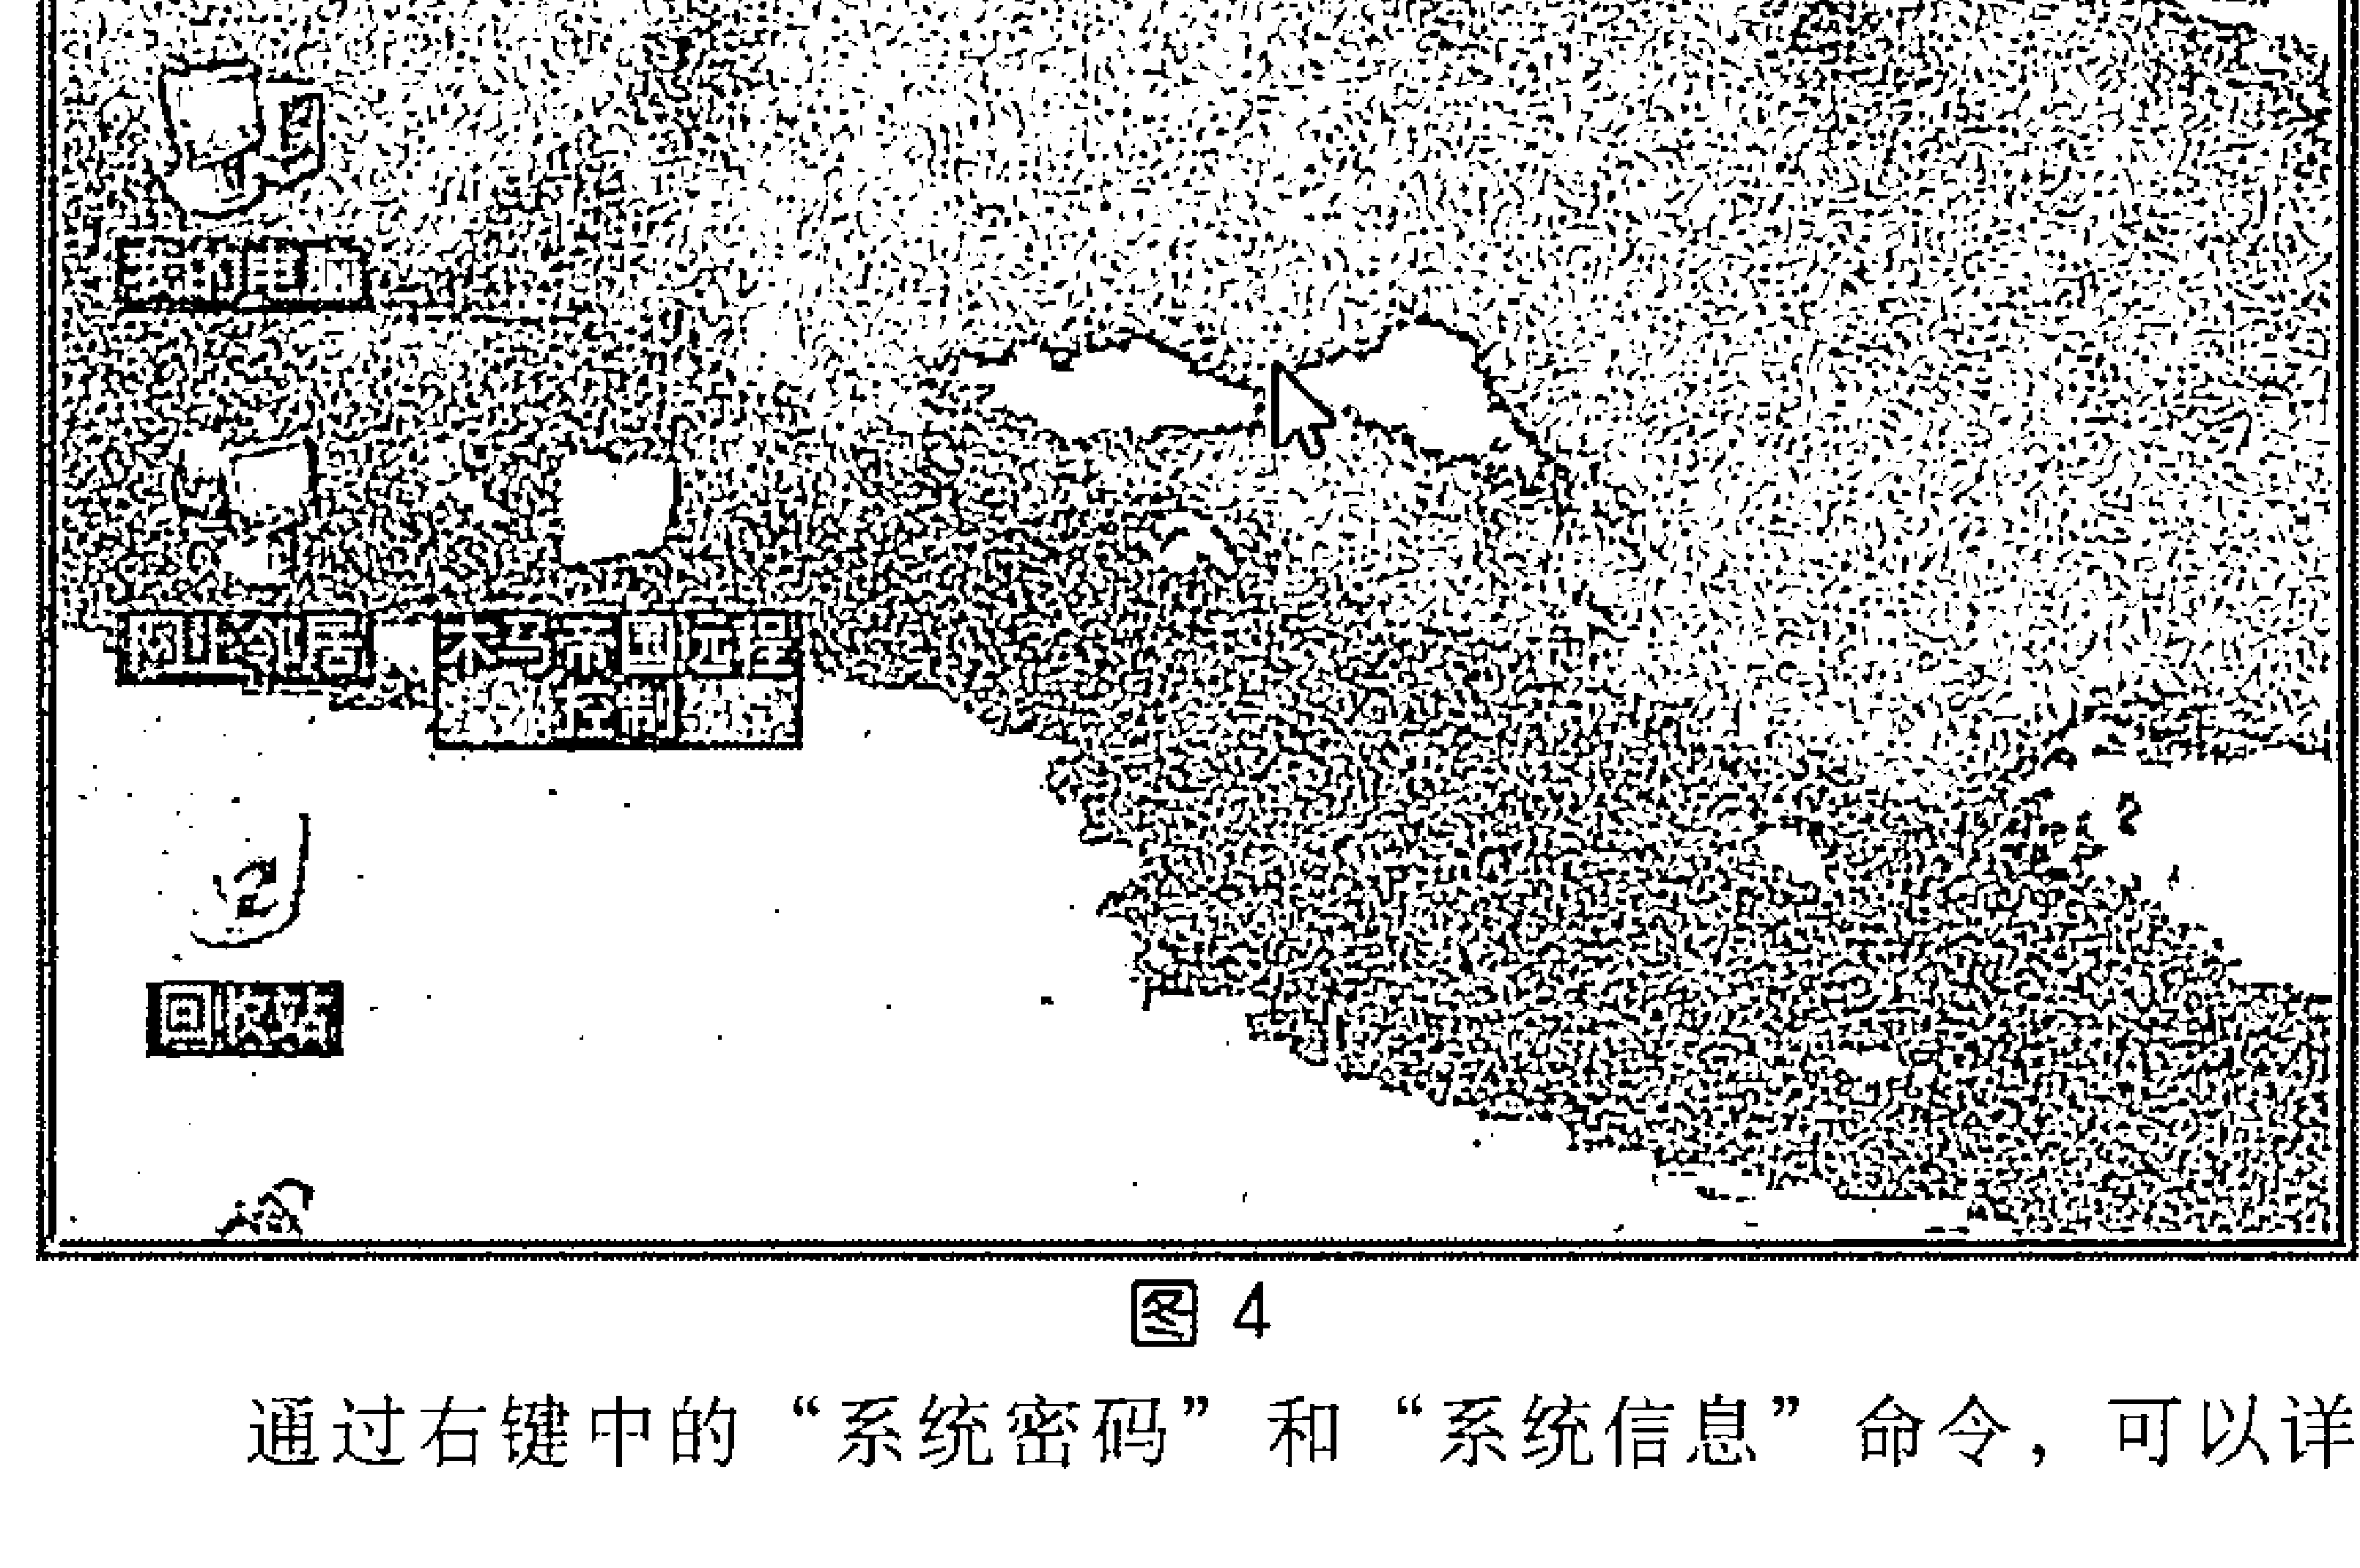 我的电脑
网上邻居
木马帝国远程
控制
回收站
图 4
通过右键中的“系统密码”和“系统信息”命令，可以详